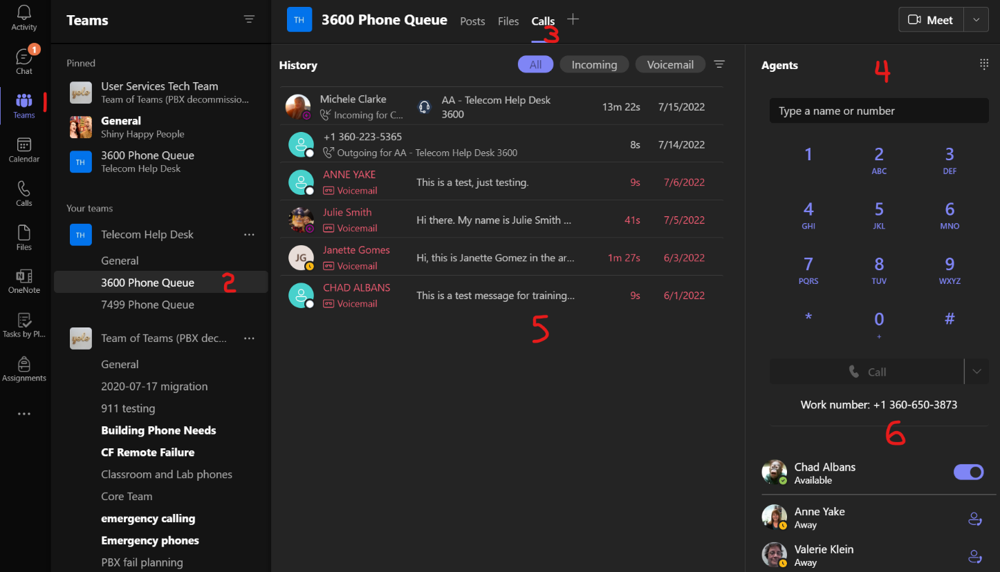 Activity
1
Chat
Teams
Calendar
Calls
Files
OneNote
Tasks by Pl...
Assignments
...
Teams
Pinned
yolo
User Services Tech Team
Team of Teams (PBX decommissio...
General
Shiny Happy People
TH
3600 Phone Queue
Telecom Help Desk
Your teams
TH
Telecom Help Desk
...
General
3600 Phone Queue
2
7499 Phone Queue
yolo
Team of Teams (PBX dec...
...
General
2020-07-17 migration
911 testing
Building Phone Needs
CF Remote Failure
Classroom and Lab phones
Core Team
emergency calling
Emergency phones
PBX fail planning
TH
3600 Phone Queue
Posts
Files
Calls
3
Meet
History
All
Incoming
Voicemail
Michele Clarke
Incoming for C...
AA - Telecom Help Desk
3600
13m 22s
7/15/2022
+1 360-223-5365
Outgoing for AA - Telecom Help Desk 3600
8s
7/14/2022
ANNE YAKE
Voicemail
This is a test, just testing.
9s
7/6/2022
Julie Smith
Voicemail
Hi there. My name is Julie Smith ...
41s
7/5/2022
JG
Janette Gomes
Voicemail
Hi, this is Janette Gomez in the ar...
1m 27s
6/3/2022
CHAD ALBANS
Voicemail
This is a test message for training...
9s
6/1/2022
5
Agents
4
Type a name or number
1
2
ABC
3
DEF
4
GHI
5
JKL
6
MNO
7
PQRS
8
TUV
9
WXYZ
*
0
+
#
Call
Work number: +1 360-650-3873
6
Chad Albans
Available
Anne Yake
Away
Valerie Klein
Away